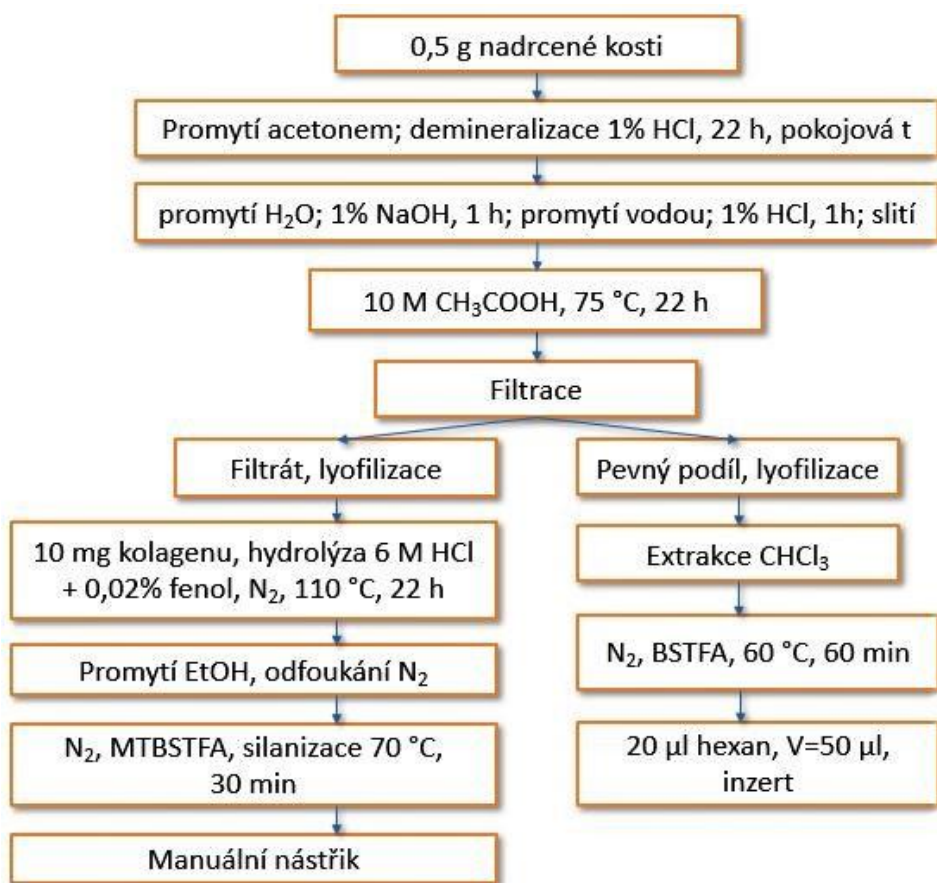 0,5 g nadrcené kosti
Promytí acetonem; demineralizace 1% HCl, 22 h, pokojová t
promytí H₂O; 1% NaOH, 1 h; promytí vodou; 1% HCl, 1h; slití
10 M CH₃COOH, 75 °C, 22 h
Filtrace
Filtrát, lyofilizace
10 mg kolagenu, hydrolýza 6 M HCl
+ 0,02% fenol, N₂, 110 °C, 22 h
Promytí EtOH, odfoukání N₂
N₂, MTBSTFA, silanizace 70 °C,
30 min
Manuální nástřik
Pevný podíl, lyofilizace
Extrakce CHCl₃
N₂, BSTFA, 60 °C, 60 min
20 µl hexan, V=50 µl,
inzert